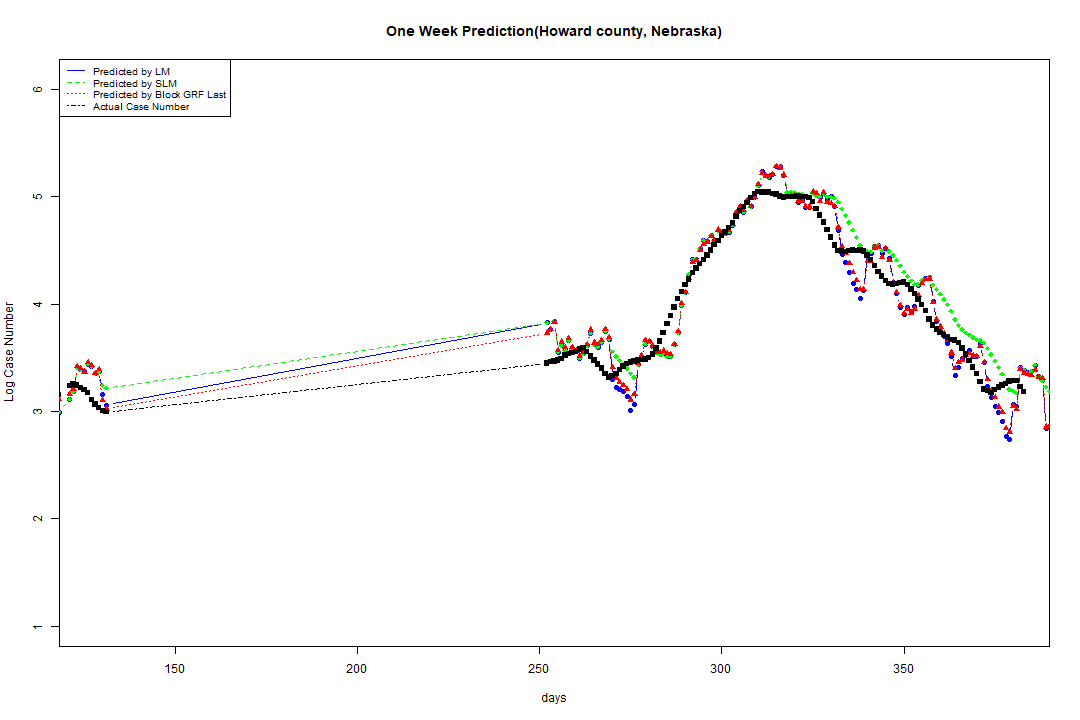 One Week Prediction(Howard county, Nebraska)
Predicted by LM
Predicted by SLM
Predicted by Block GRF Last
Actual Case Number
6
5
4
3
2
1
Log Case Number
150
200
250
300
350
days